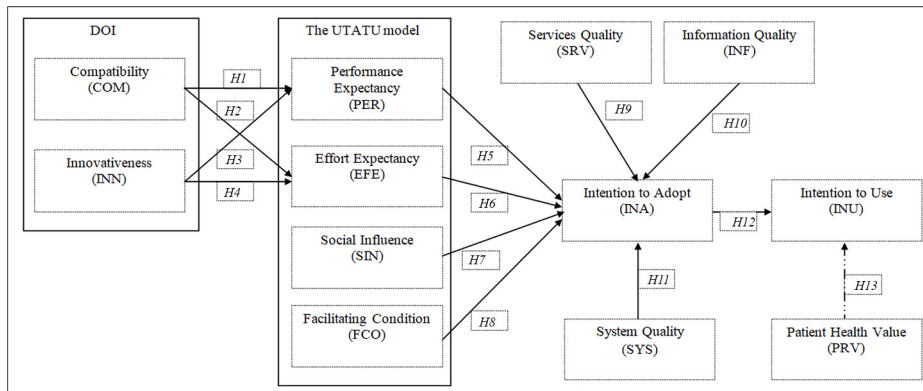 DOI
Compatibility
(COM)
Innovativeness
(INN)
H1
H2
H3
H4
The UTATU model
Performance
Expectancy
(PER)
Effort Expectancy
(EFE)
Social Influence
(SIN)
Facilitating Condition
(FCO)
H5
H6
H7
H8
Services Quality
(SRV)
Information Quality
(INF)
H9
H10
Intention to Adopt
(INA)
H12
Intention to Use
(INU)
H11
H13
System Quality
(SYS)
Patient Health Value
(PRV)